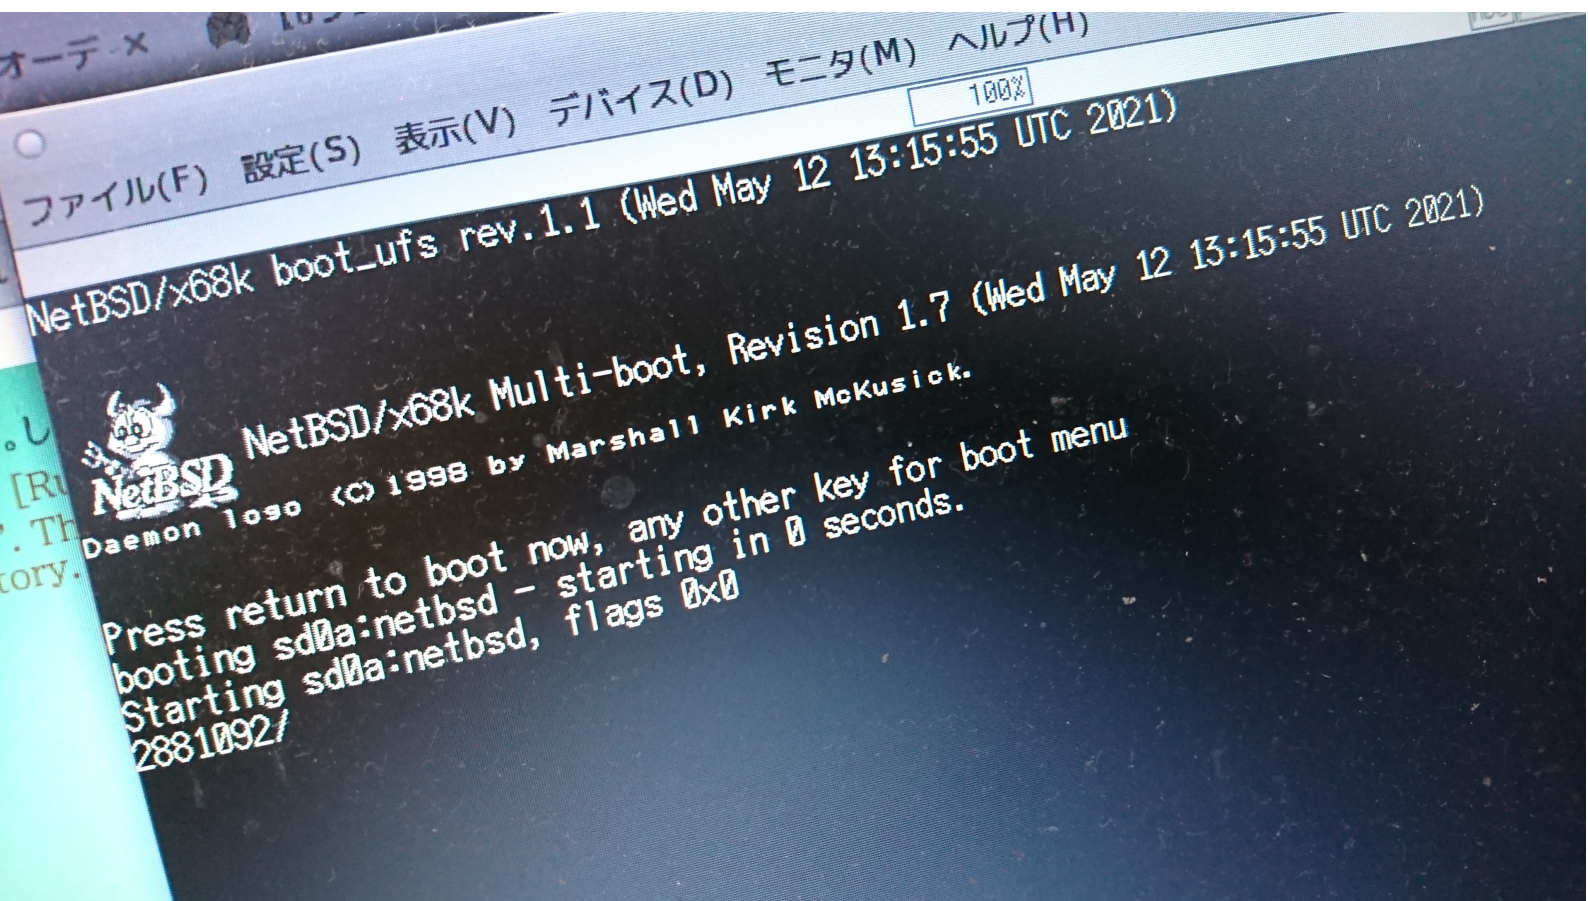 オーデ ×
ファイル(F) 設定(S) 表示(V) デバイス(D) モニタ(M) ヘルプ(H)
100%
NetBSD/x68k boot_ufs rev.1.1 (Wed May 12 13:15:55 UTC 2021)
NetBSD/x68k Multi-boot, Revision 1.7 (Wed May 12 13:15:55 UTC 2021)
NetBSD
Daemon logo (C) 1998 by Marshall Kirk McKusick.
Press return to boot now, any other key for boot menu
booting sd0a:netbsd - starting in 0 seconds.
Starting sd0a:netbsd, flags 0x0
2881092/
。し
[Ru
. Th
tory.